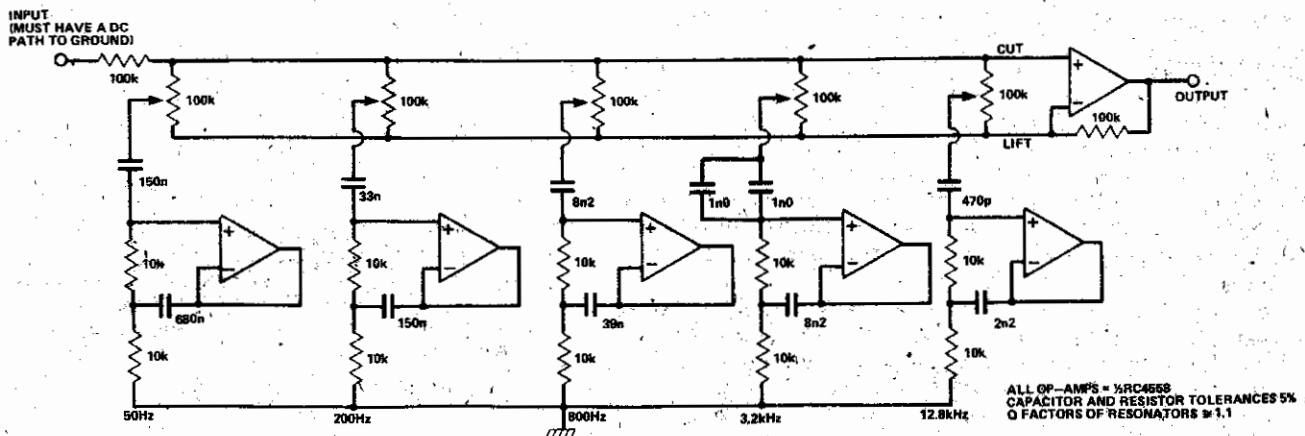 INPUT
(MUST HAVE A DC
PATH TO GROUND)
100k
100k
100k
100k
100k
100k
CUT
+
−
OUTPUT
100k
LIFT
150n
33n
8n2
1n0
1n0
470p
+
−
+
−
+
−
+
−
+
−
10k
10k
10k
10k
10k
680n
150n
39n
8n2
2n2
10k
10k
10k
10k
10k
50Hz
200Hz
800Hz
3,2kHz
12.8kHz
ALL OP–AMPS = ½RC4558
CAPACITOR AND RESISTOR TOLERANCES 5%
Q FACTORS OF RESONATORS ≅ 1.1